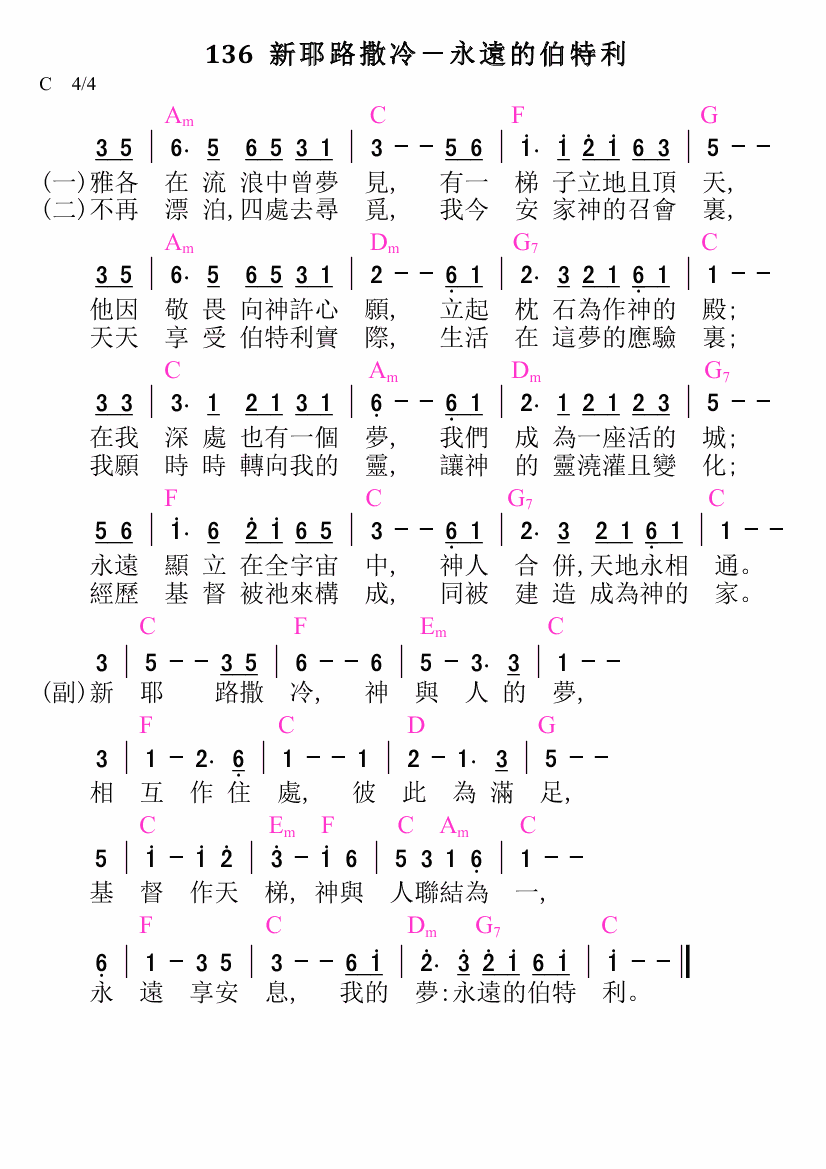 136 新耶路撒冷－永遠的伯特利
C 4/4
Am C F G
3 5 | 6· 5 6 5 3 1 | 3 － － 5 6 | i· i 2̇ i 6 3 | 5 － －
(一)雅各 在 流 浪中曾夢 見, 有一 梯 子立地且頂 天,
(二)不再 漂 泊,四處去尋 覓, 我今 安 家神的召會 裏,
Am Dm G7 C
3 5 | 6· 5 6 5 3 1 | 2 － － 6̣ 1 | 2· 3 2 1 6̣ 1 | 1 － －
他因 敬 畏 向神許心 願, 立起 枕 石為作神的 殿;
天天 享 受 伯特利實 際, 生活 在 這夢的應驗 裏;
C Am Dm G7
3 3 | 3· 1 2 1 3 1 | 6̣ － － 6̣ 1 | 2· 1 2 1 2 3 | 5 － －
在我 深 處 也有一個 夢, 我們 成 為一座活的 城;
我願 時 時 轉向我的 靈, 讓神 的 靈澆灌且變 化;
F C G7 C
5 6 | i· 6 2̇ i 6 5 | 3 － － 6̣ 1 | 2· 3 2 1 6̣ 1 | 1 － －
永遠 顯 立 在全宇宙 中, 神人 合 併,天地永相 通。
經歷 基 督 被祂來構 成, 同被 建 造 成為神的 家。
C F Em C
3 | 5 － － 3 5 | 6 － － 6 | 5 － 3· 3 | 1 － －
(副)新 耶 路撒 冷, 神 與 人 的 夢,
F C D G
3 | 1 － 2· 6̣ | 1 － － 1 | 2 － 1· 3 | 5 － －
相 互 作 住 處, 彼 此 為 滿 足,
C Em F C Am C
5 | i － i 2̇ | 3̇ － i 6 | 5 3 1 6̣ | 1 － －
基 督 作天 梯, 神與 人聯結為 一,
F C Dm G7 C
6̣ | 1 － 3 5 | 3 － － 6 i | 2̇· 3̇ 2̇ i 6 i | i － － ‖
永 遠 享安 息, 我的 夢:永遠的伯特 利。